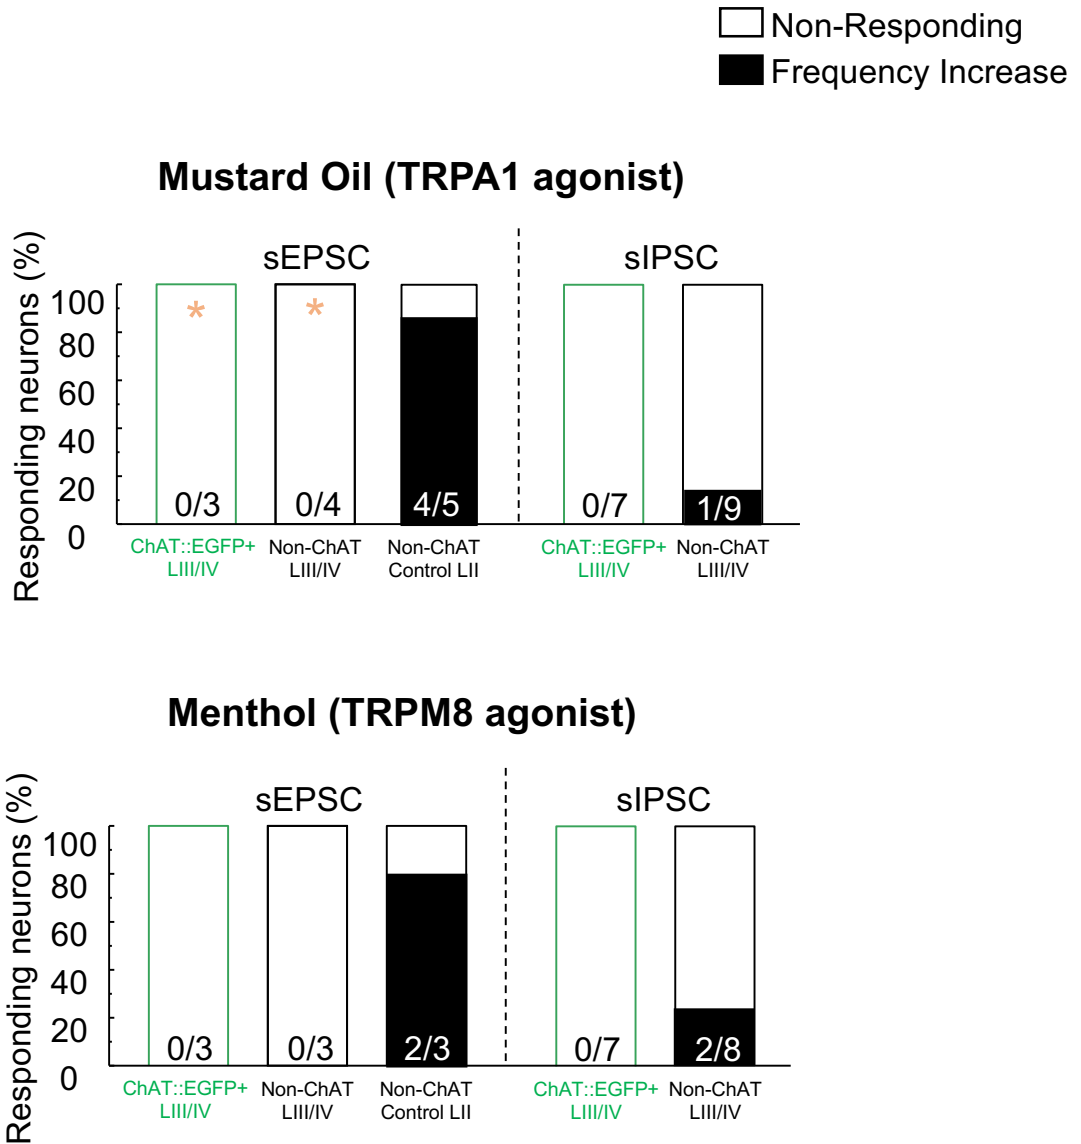 Non-Responding
Frequency Increase
Mustard Oil (TRPA1 agonist)
sEPSC
sIPSC
Responding neurons (%)
100
80
60
40
20
0
*
*
0/3
0/4
4/5
0/7
1/9
ChAT::EGFP+
LIII/IV
Non-ChAT
LIII/IV
Non-ChAT
Control LII
ChAT::EGFP+
LIII/IV
Non-ChAT
LIII/IV
Menthol (TRPM8 agonist)
sEPSC
sIPSC
Responding neurons (%)
100
80
60
40
20
0
0/3
0/3
2/3
0/7
2/8
ChAT::EGFP+
LIII/IV
Non-ChAT
LIII/IV
Non-ChAT
Control LII
ChAT::EGFP+
LIII/IV
Non-ChAT
LIII/IV